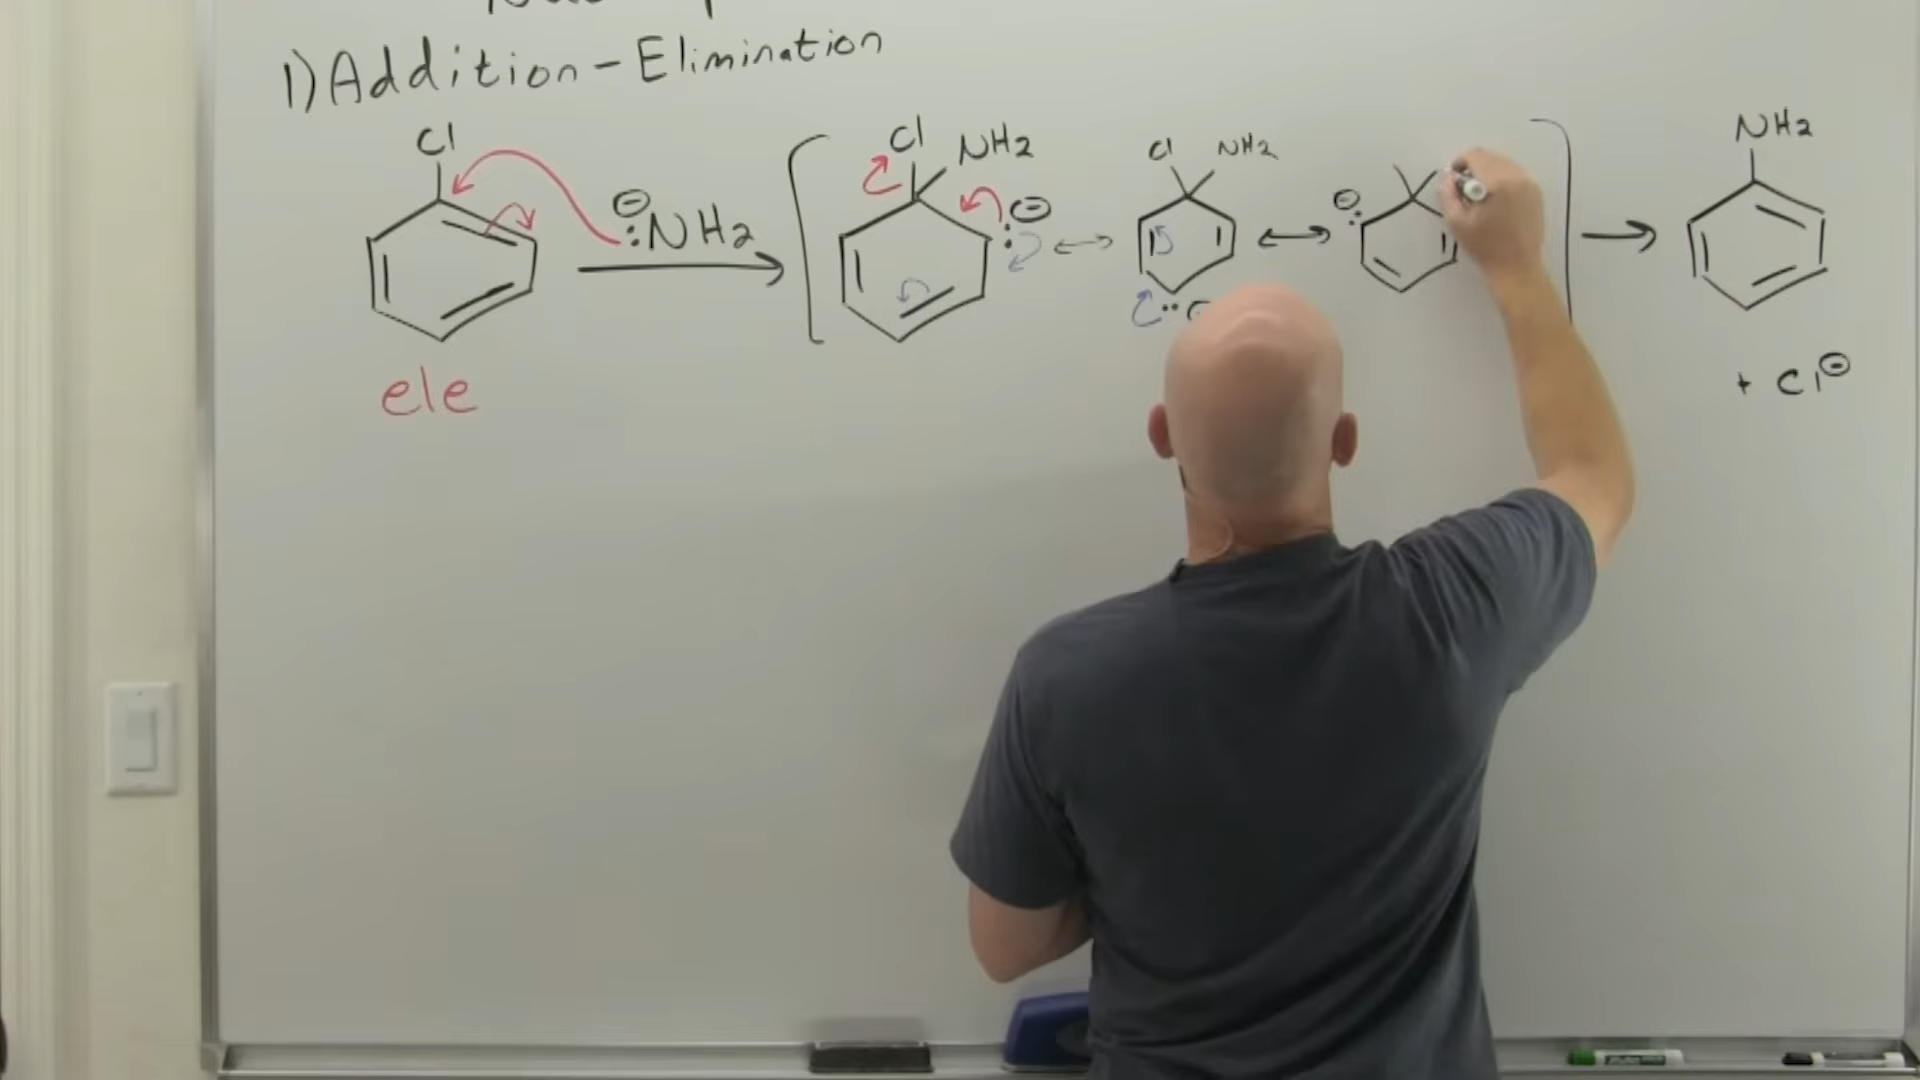 1) Addition - Elimination
Cl
⊖
:NH2
Cl NH2
⊖
:
Cl NH2
⊖
:
NH2
ele
+ Cl⊖